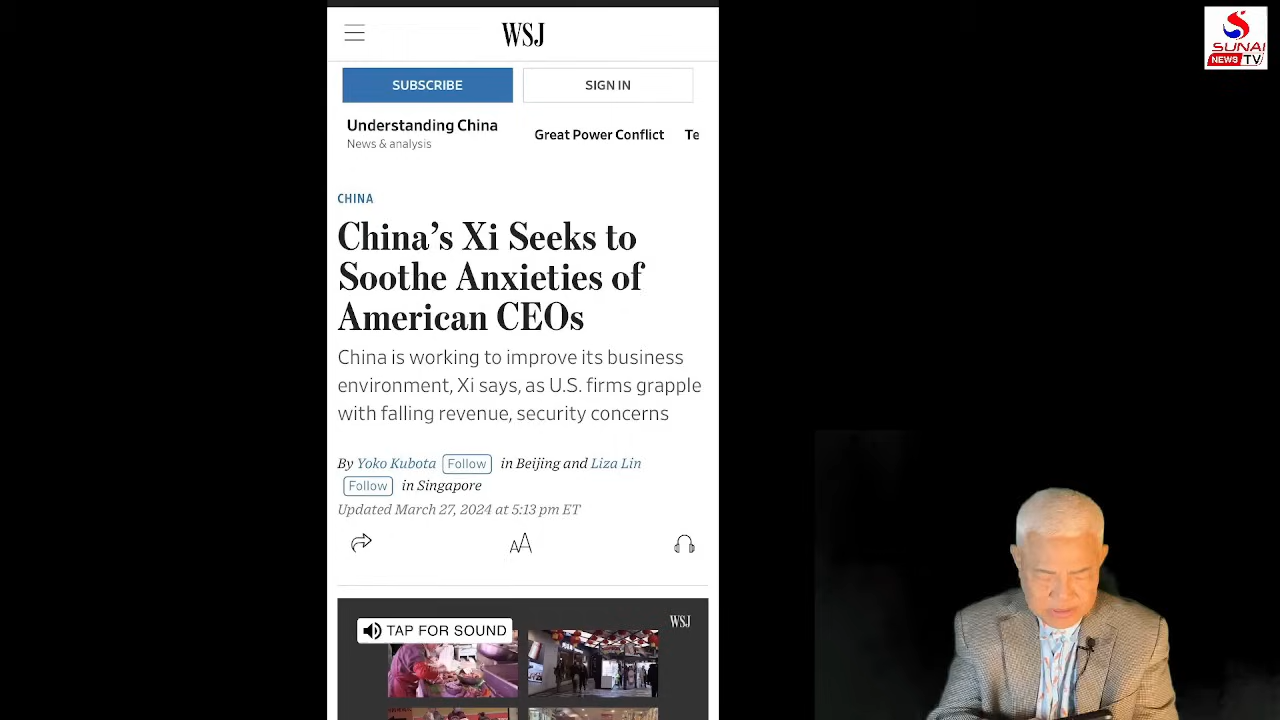 WSJ
SUBSCRIBE
SIGN IN
Understanding China
News & analysis
Great Power Conflict
Te
CHINA
China’s Xi Seeks to
Soothe Anxieties of
American CEOs
China is working to improve its business
environment, Xi says, as U.S. firms grapple
with falling revenue, security concerns
By Yoko Kubota Follow in Beijing and Liza Lin
Follow in Singapore
Updated March 27, 2024 at 5:13 pm ET
AA
TAP FOR SOUND
WSJ
SUNAI
NEWS TV